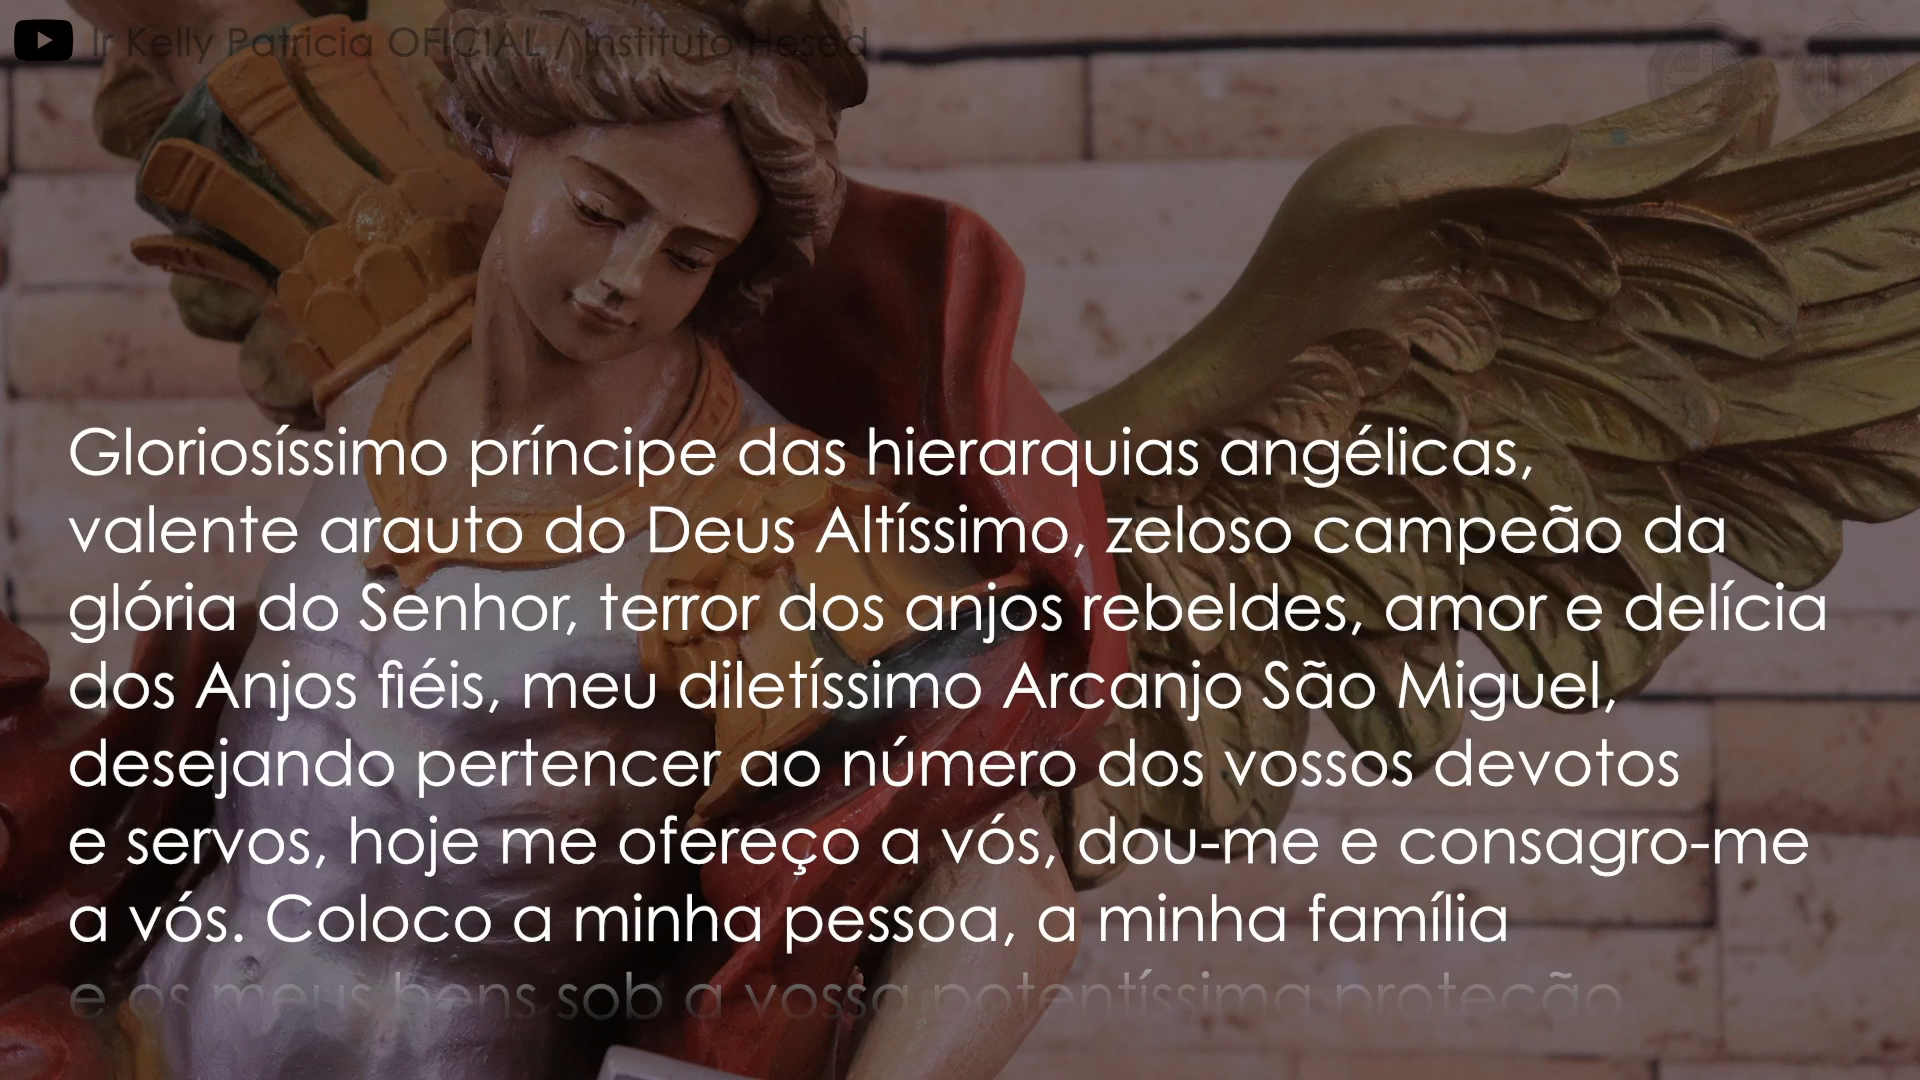 Ir Kelly Patricia OFICIAL / Instituto Hesed
Gloriosíssimo príncipe das hierarquias angélicas,
valente arauto do Deus Altíssimo, zeloso campeão da
glória do Senhor, terror dos anjos rebeldes, amor e delícia
dos Anjos fiéis, meu diletíssimo Arcanjo São Miguel,
desejando pertencer ao número dos vossos devotos
e servos, hoje me ofereço a vós, dou-me e consagro-me
a vós. Coloco a minha pessoa, a minha família
e os meus bens sob a vossa potentíssima proteção